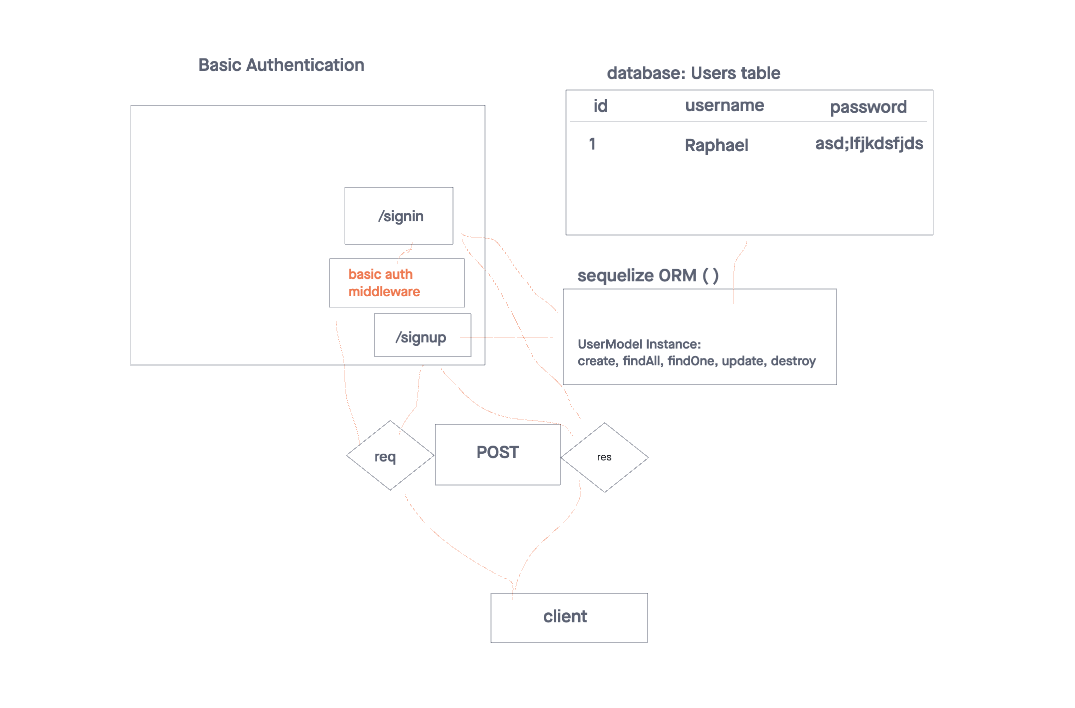 Basic Authentication
database: Users table
id username password
1 Raphael asd;lfjkdsfjds
/signin
basic auth
middleware
/signup
sequelize ORM ( )
UserModel Instance:
create, findAll, findOne, update, destroy
req
POST
res
client